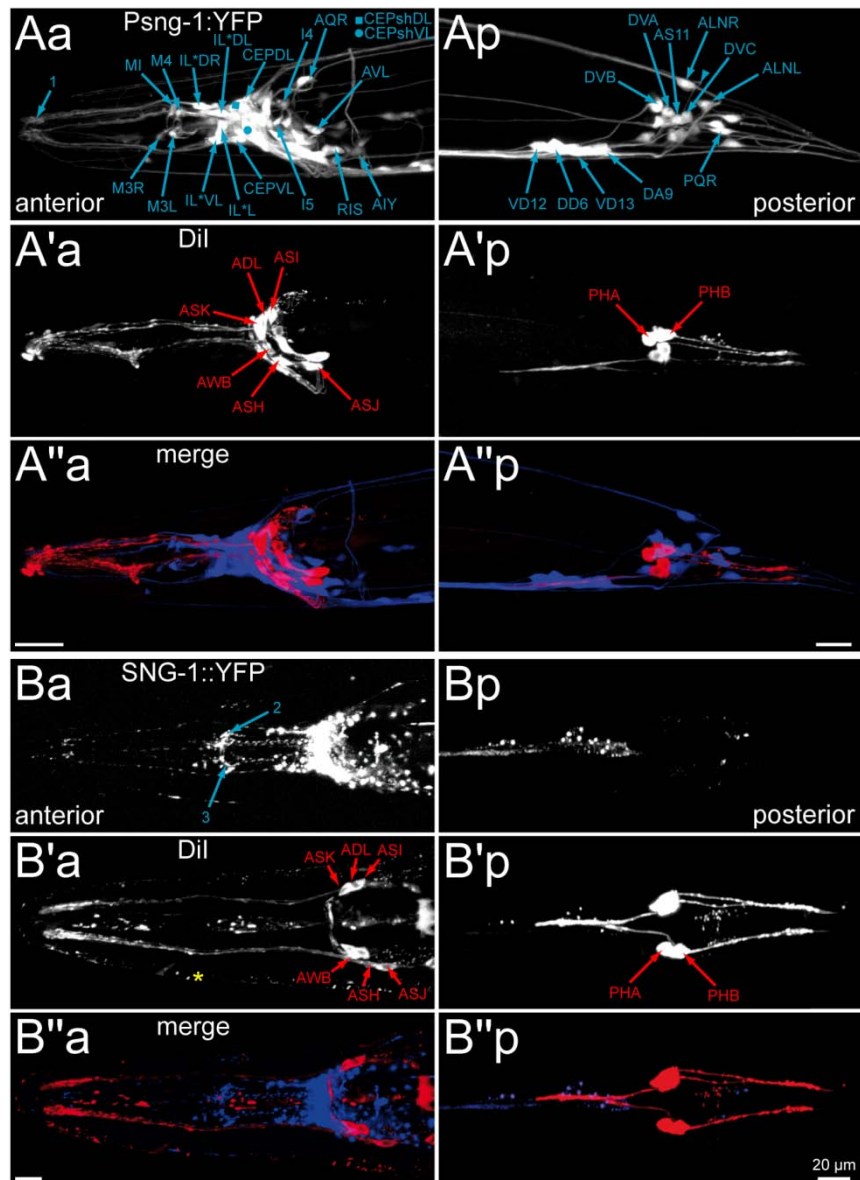 Aa
Psng-1:YFP
AQR
CEPshDL
CEPshVL
IL*DL
I4
M4
IL*DR
CEPDL
MI
1
AVL
M3R
M3L
IL*VL
CEPVL
IL*L
I5
RIS
AIY
anterior
Ap
DVA
AS11
ALNR
DVC
DVB
ALNL
PQR
VD12
DD6
VD13
DA9
posterior
A'a
DiI
ADL
ASI
ASK
AWB
ASH
ASJ
A'p
PHA
PHB
A"a
merge
A"p
Ba
SNG-1::YFP
2
3
anterior
Bp
posterior
B'a
DiI
ASK
ADL
ASI
AWB
ASH
ASJ
*
B'p
PHA
PHB
B"a
merge
B"p
20 µm